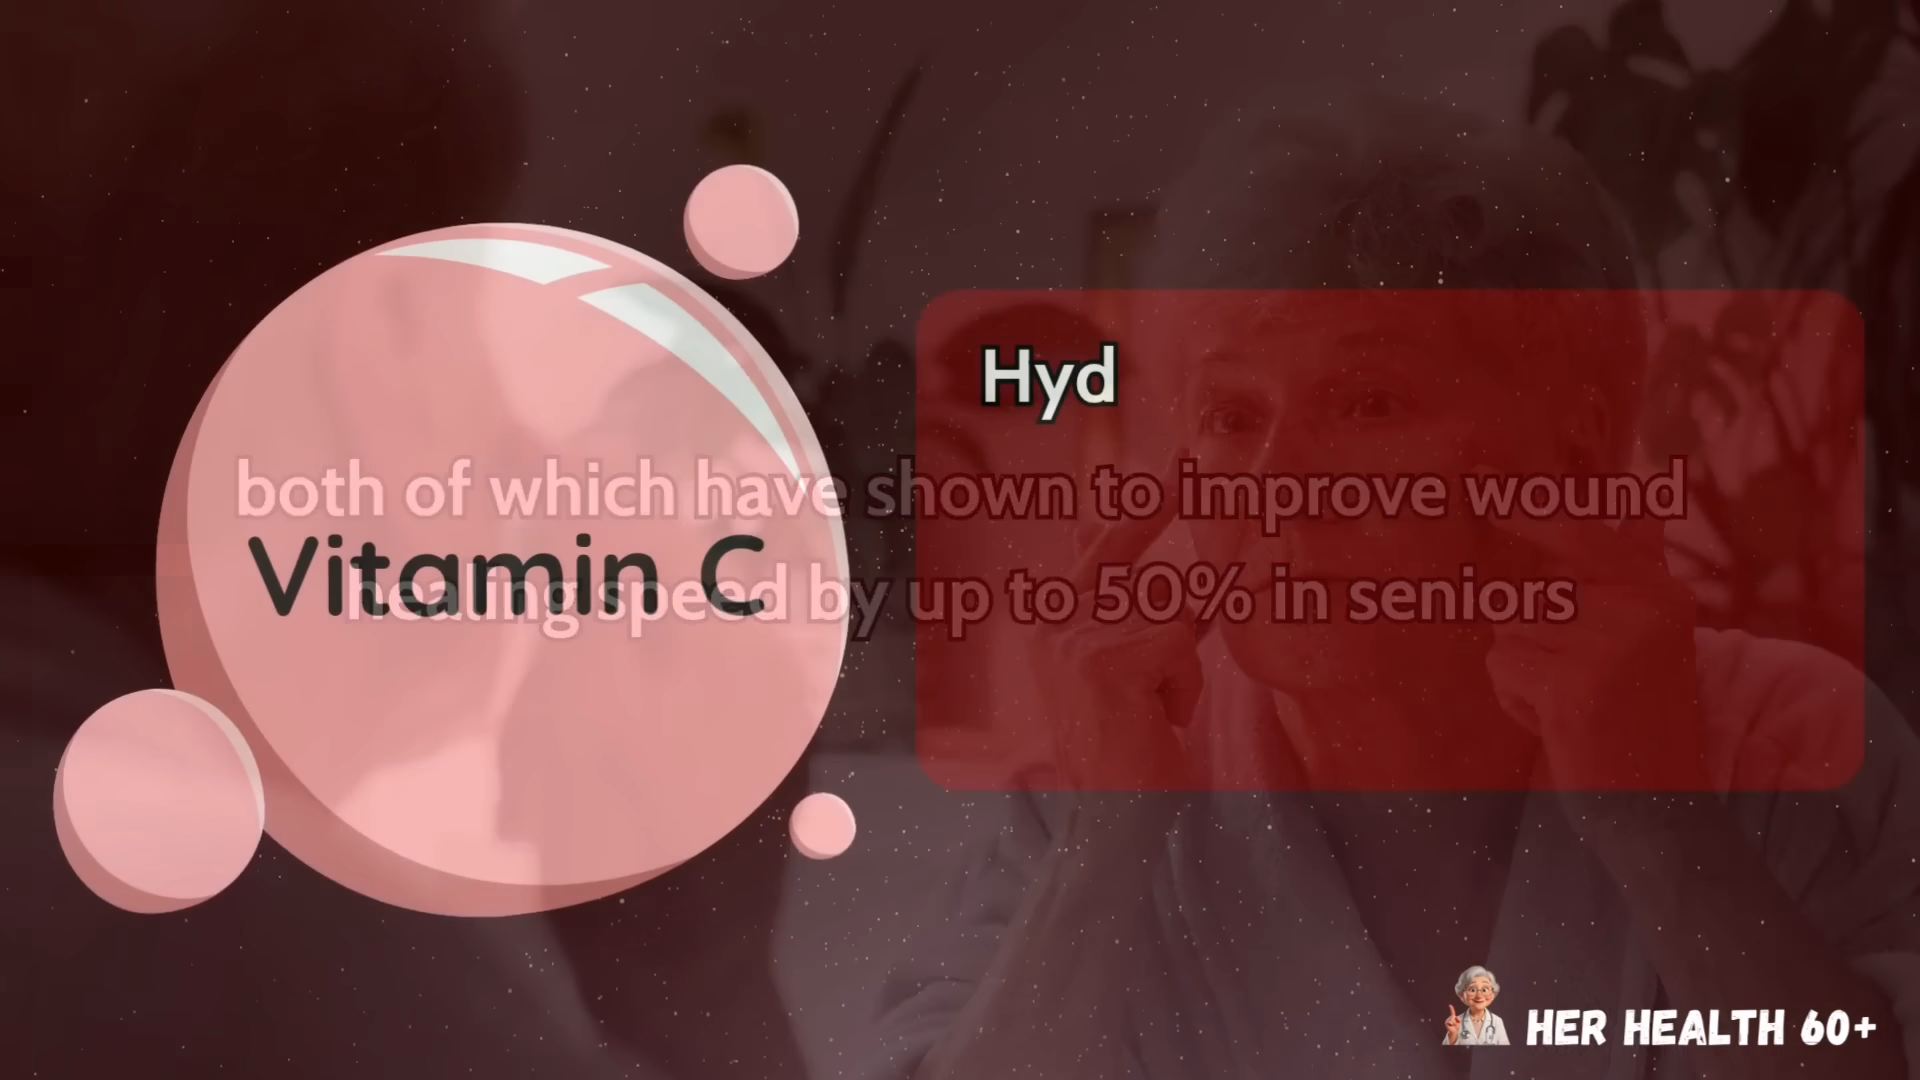 Hyd
both of which have shown to improve wound
healing speed by up to 50% in seniors
Vitamin C
HER HEALTH 60+